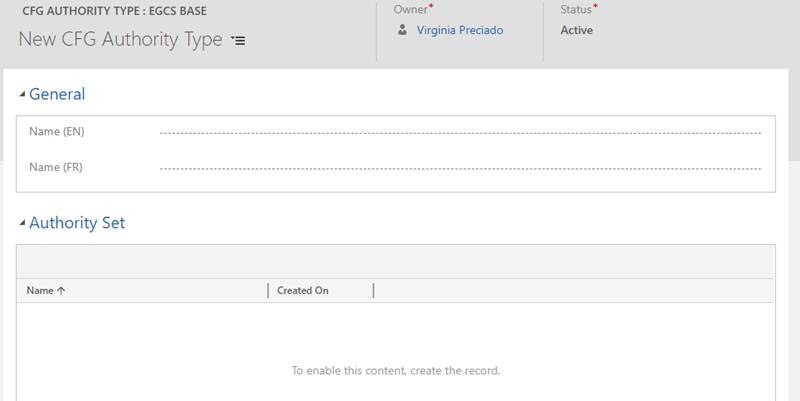 CFG AUTHORITY TYPE : EGCS BASE
New CFG Authority Type
Owner*
Virginia Preciado
Status*
Active
General
Name (EN)
Name (FR)
Authority Set
Name ↑ Created On
To enable this content, create the record.